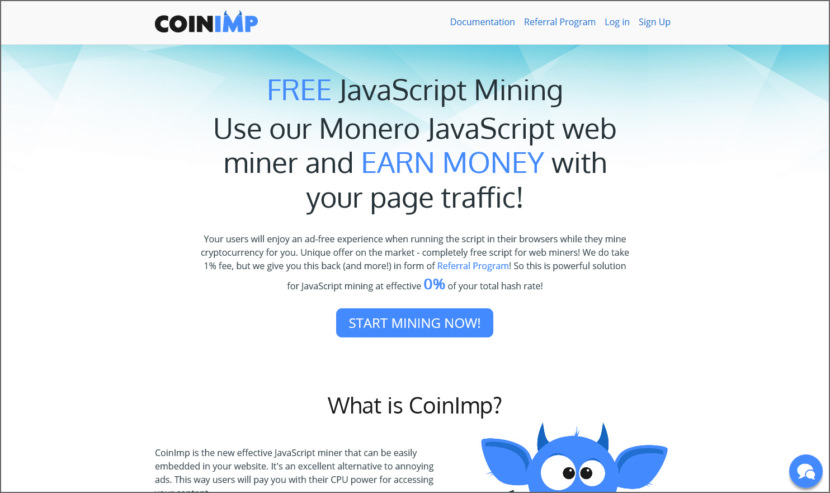 COINIMP
Documentation Referral Program Log in Sign Up
FREE JavaScript Mining
Use our Monero JavaScript web
miner and EARN MONEY with
your page traffic!
Your users will enjoy an ad-free experience when running the script in their browsers while they mine
cryptocurrency for you. Unique offer on the market - completely free script for web miners! We do take
1% fee, but we give you this back (and more!) in form of Referral Program! So this is powerful solution
for JavaScript mining at effective 0% of your total hash rate!
START MINING NOW!
What is CoinImp?
CoinImp is the new effective JavaScript miner that can be easily
embedded in your website. It's an excellent alternative to annoying
ads. This way users will pay you with their CPU power for accessing